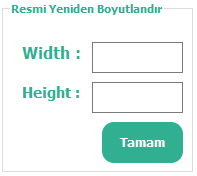 Resmi Yeniden Boyutlandır
Width :
Height :
Tamam